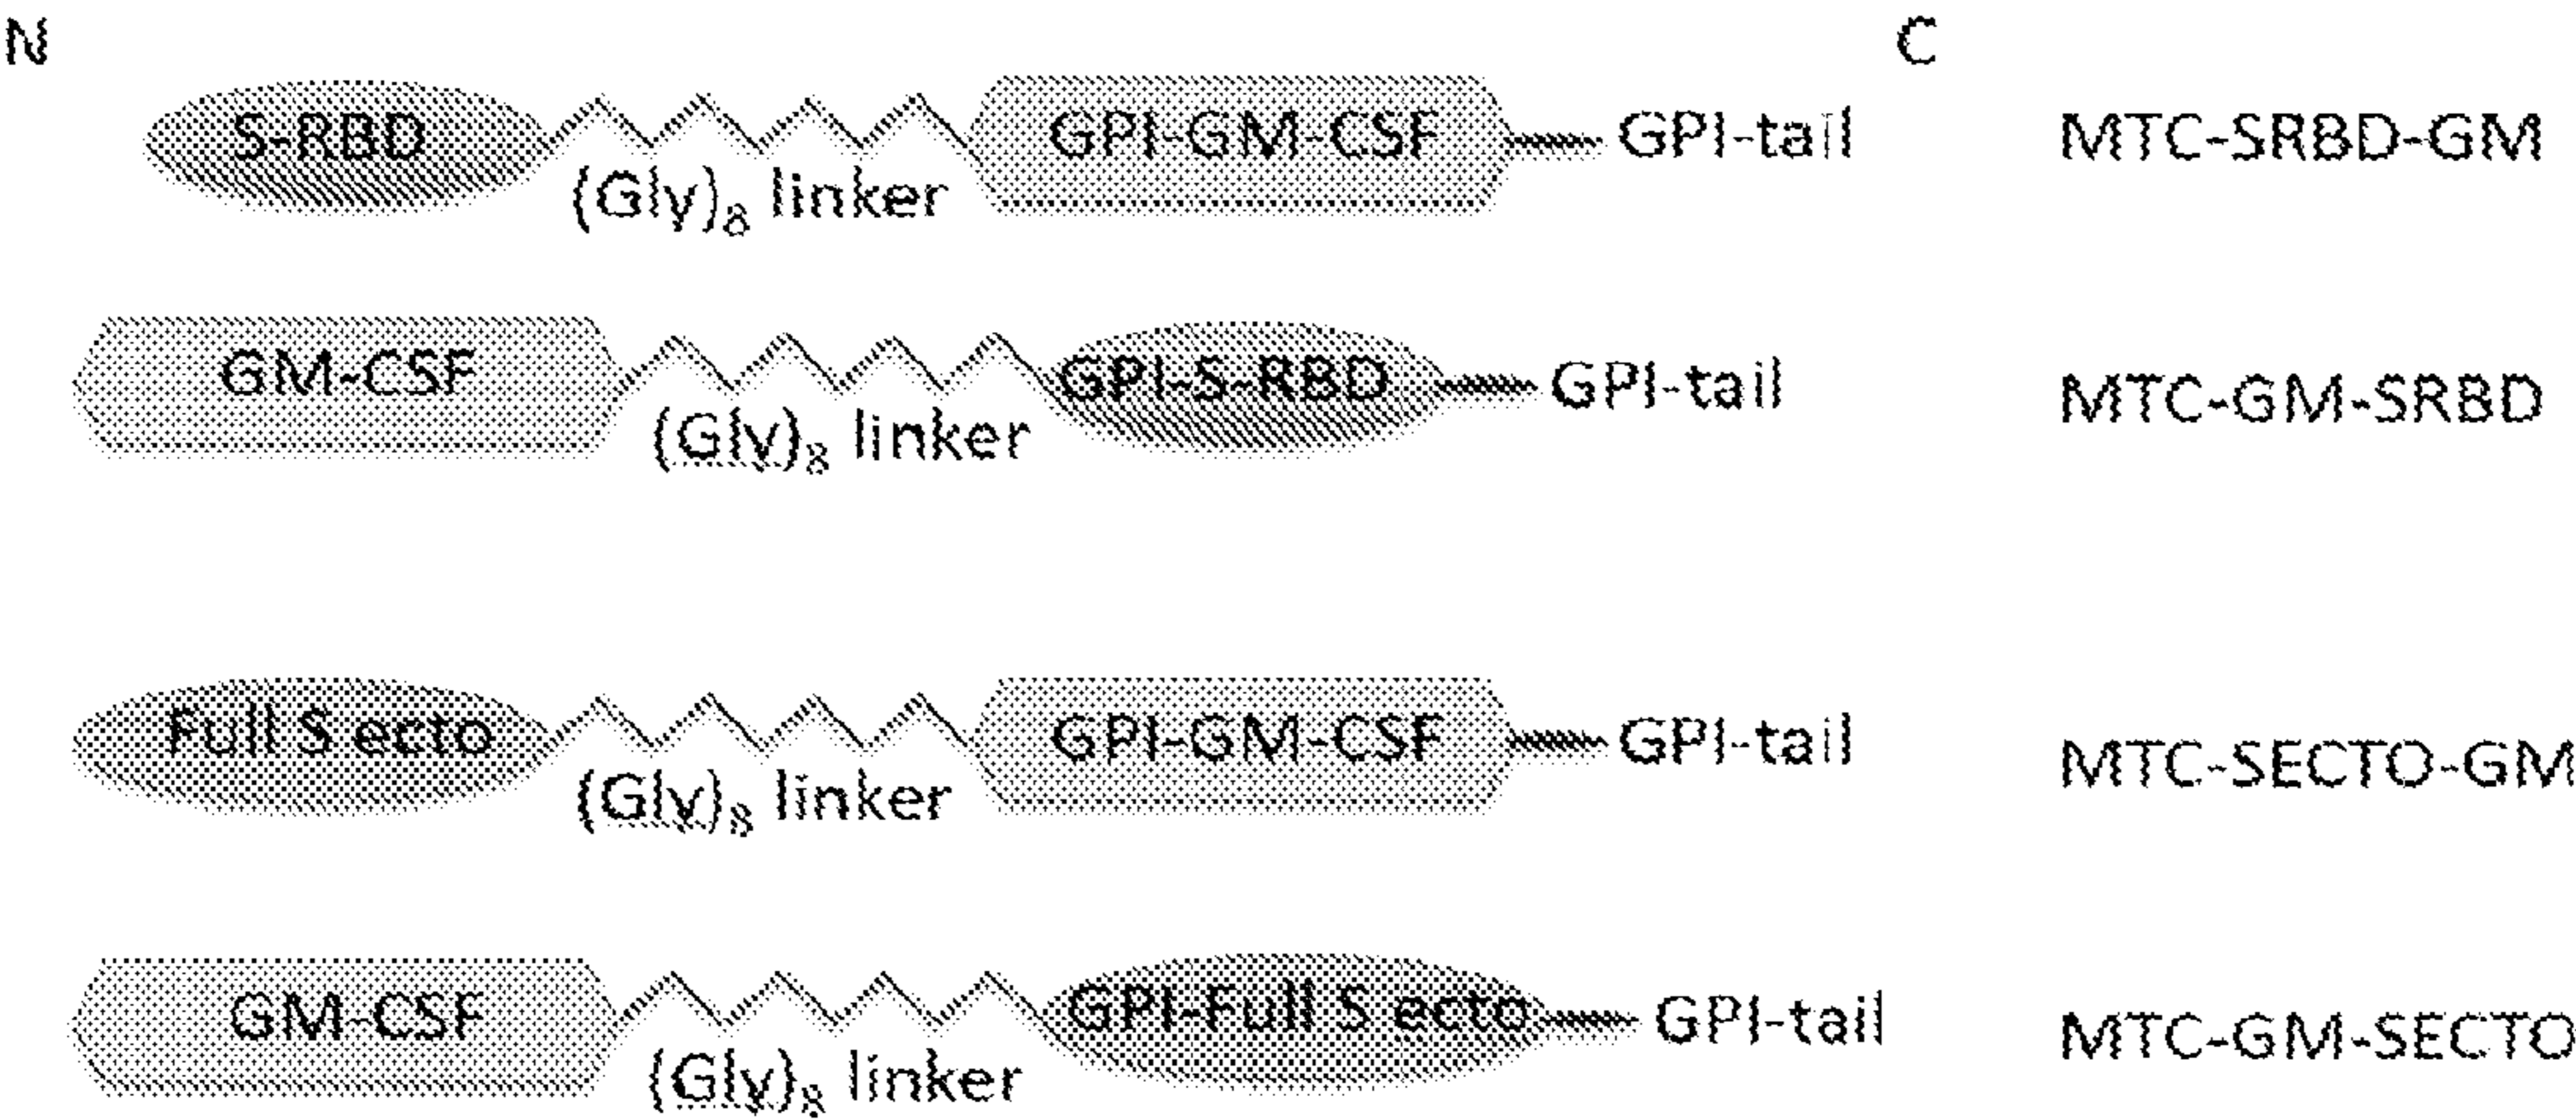 N C
S-RBD GPI-GM-CSF GPI-tail MTC-SRBD-GM
(Gly)₈ linker
GM-CSF GPI-S-RBD GPI-tail MTC-GM-SRBD
(Gly)₈ linker
Full S ecto GPI-GM-CSF GPI-tail MTC-SECTO-GM
(Gly)₈ linker
GM-CSF GPI-Full S ecto GPI-tail MTC-GM-SECTO
(Gly)₈ linker